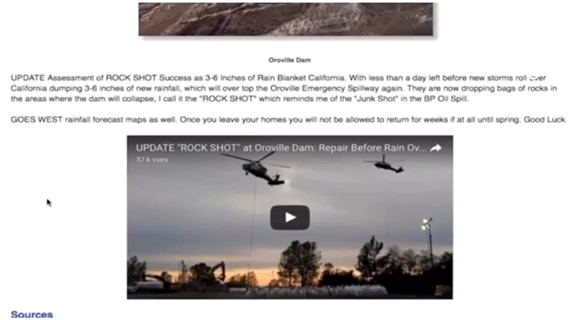 Oroville Dam
UPDATE Assessment of ROCK SHOT Success as 3-6 Inches of Rain Blanket California. With less than a day left before new storms roll over
California dumping 3-6 inches of new rainfall, which will over top the Oroville Emergency Spillway again. They are now dropping bags of rocks in
the areas where the dam will collapse, I call it the "ROCK SHOT" which reminds me of the "Junk Shot" in the BP Oil Spill.
GOES WEST rainfall forecast maps as well. Once you leave your homes you will not be allowed to return for weeks if at all until spring. Good Luck
UPDATE "ROCK SHOT" at Oroville Dam: Repair Before Rain Ov...
37 k vues
Sources